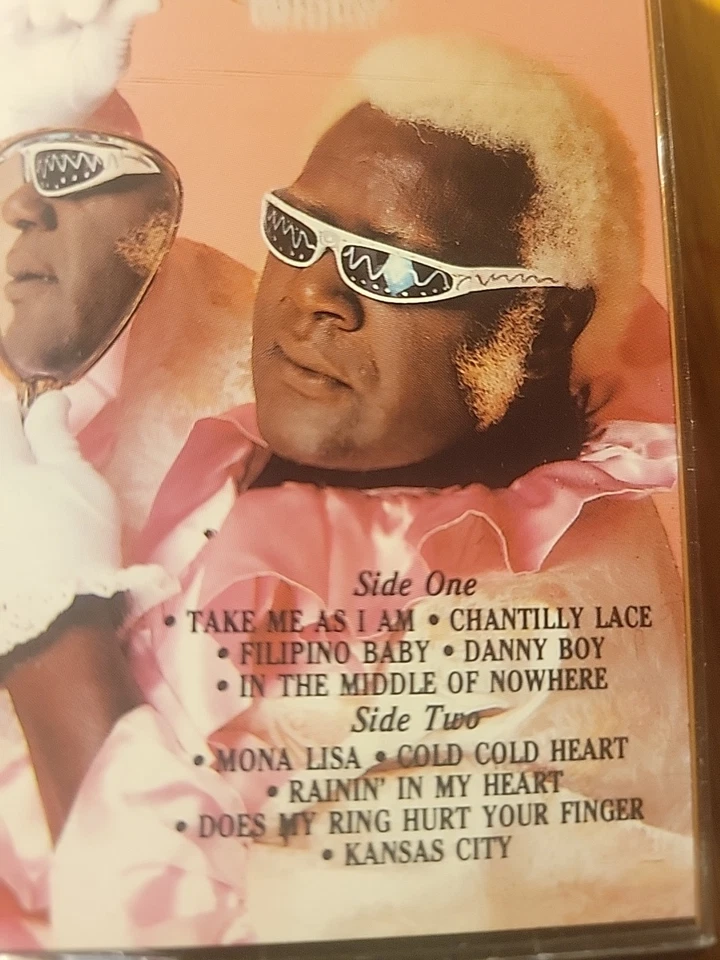 Side One
• TAKE ME AS I AM • CHANTILLY LACE
• FILIPINO BABY • DANNY BOY
• IN THE MIDDLE OF NOWHERE
Side Two
• MONA LISA • COLD COLD HEART
• RAININ' IN MY HEART
• DOES MY RING HURT YOUR FINGER
• KANSAS CITY